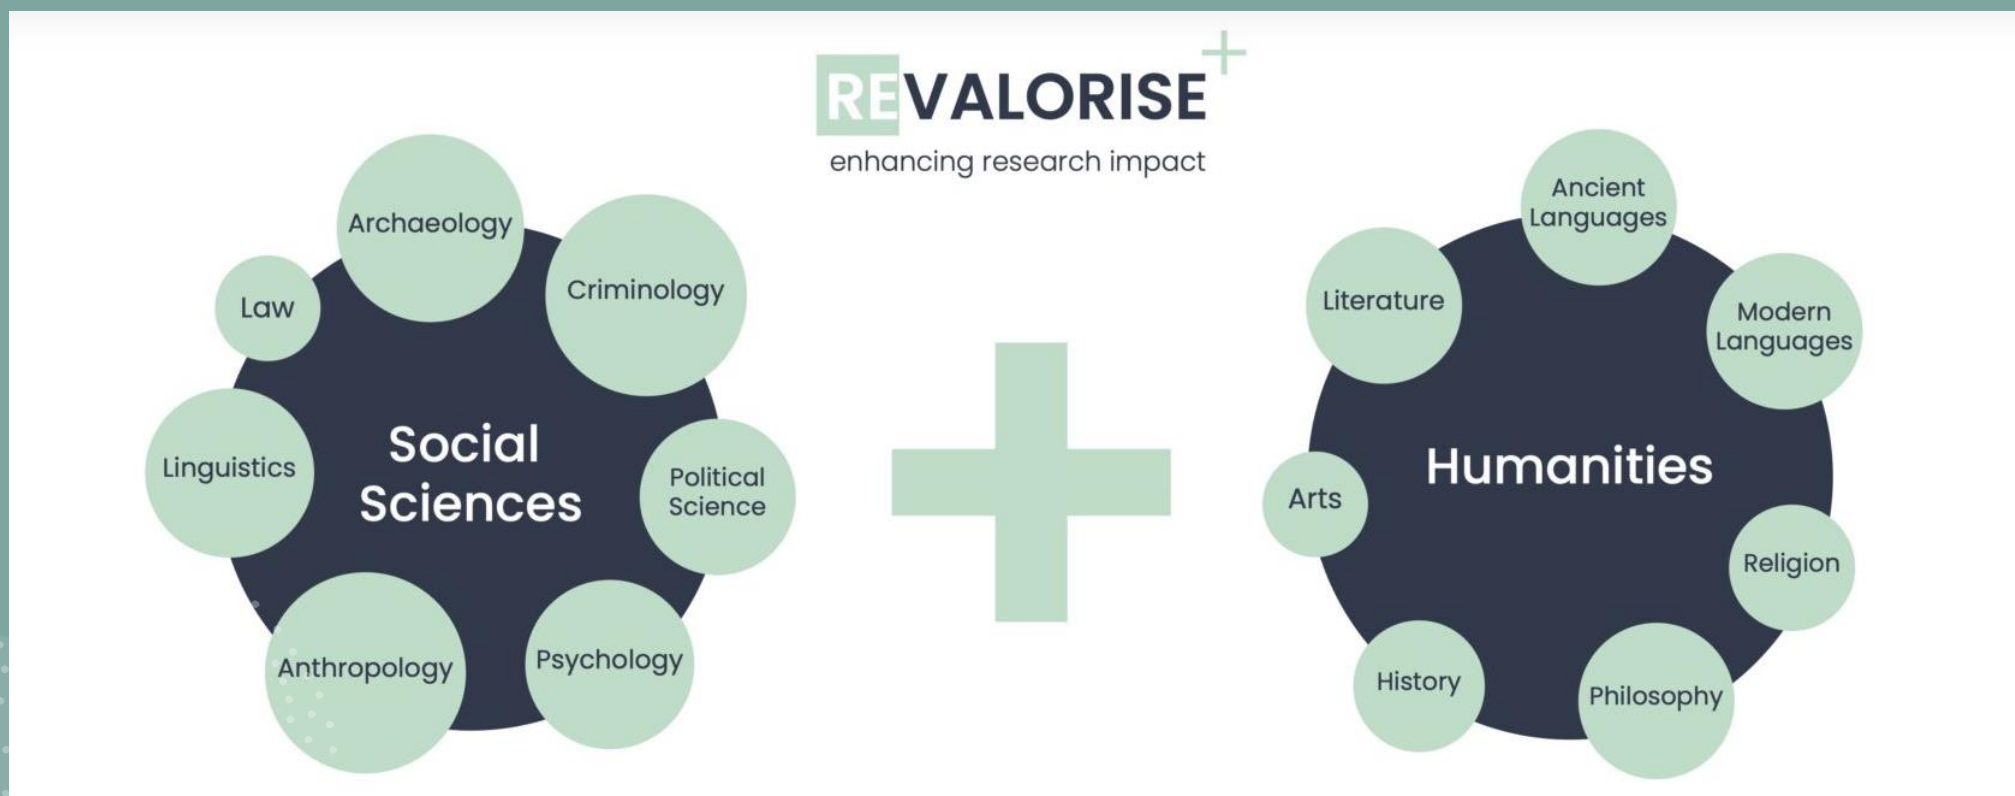 REVALORISE+
enhancing research impact
Archaeology
Criminology
Law
Linguistics
Social
Sciences
Political
Science
Anthropology
Psychology
Ancient
Languages
Literature
Modern
Languages
Humanities
Arts
Religion
History
Philosophy